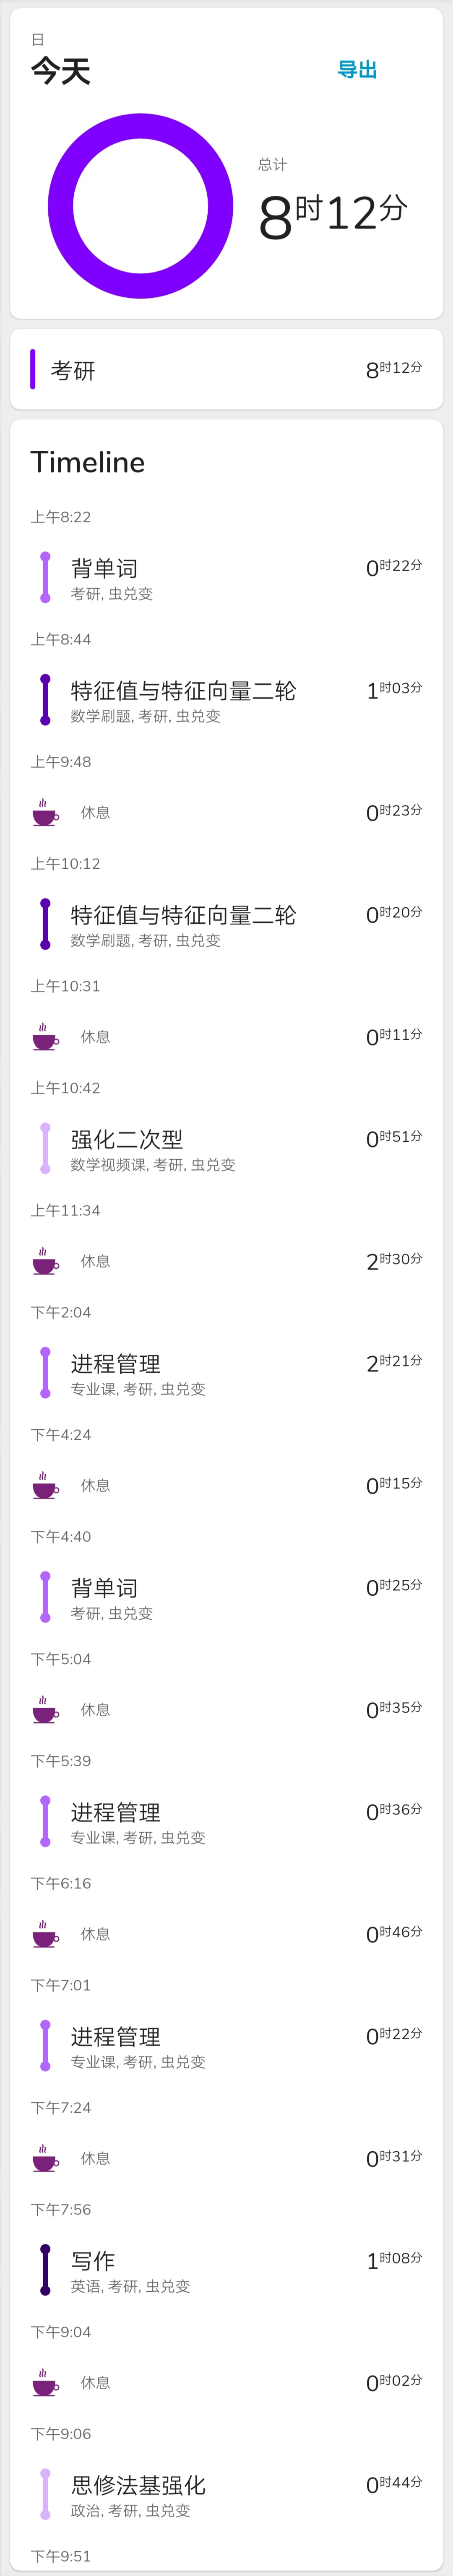 日
今天
导出
总计
8时12分
考研
8时12分
Timeline
上午8:22
背单词
0时22分
考研, 虫兑变
上午8:44
特征值与特征向量二轮
1时03分
数学刷题, 考研, 虫兑变
上午9:48
休息
0时23分
上午10:12
特征值与特征向量二轮
0时20分
数学刷题, 考研, 虫兑变
上午10:31
休息
0时11分
上午10:42
强化二次型
0时51分
数学视频课, 考研, 虫兑变
上午11:34
休息
2时30分
下午2:04
进程管理
2时21分
专业课, 考研, 虫兑变
下午4:24
休息
0时15分
下午4:40
背单词
0时25分
考研, 虫兑变
下午5:04
休息
0时35分
下午5:39
进程管理
0时36分
专业课, 考研, 虫兑变
下午6:16
休息
0时46分
下午7:01
进程管理
0时22分
专业课, 考研, 虫兑变
下午7:24
休息
0时31分
下午7:56
写作
1时08分
英语, 考研, 虫兑变
下午9:04
休息
0时02分
下午9:06
思修法基强化
0时44分
政治, 考研, 虫兑变
下午9:51